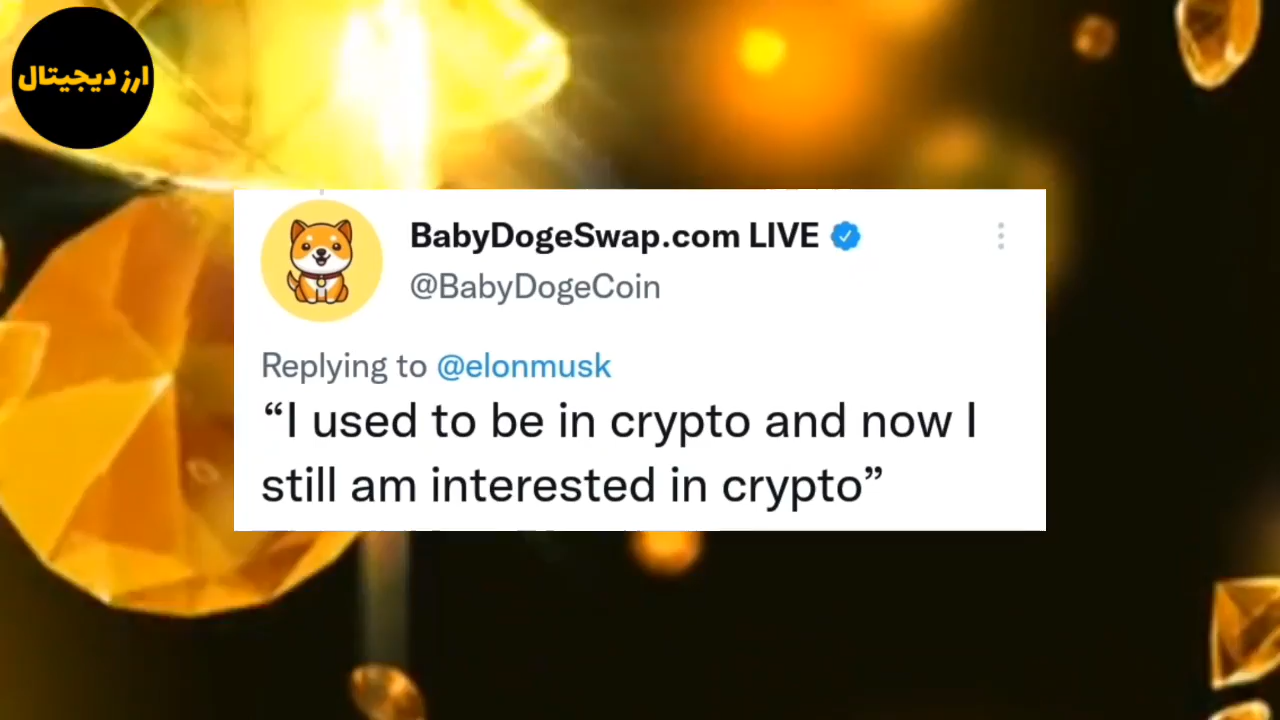 ارز دیجیتال
BabyDogeSwap.com LIVE
@BabyDogeCoin
Replying to @elonmusk
“I used to be in crypto and now I
still am interested in crypto”